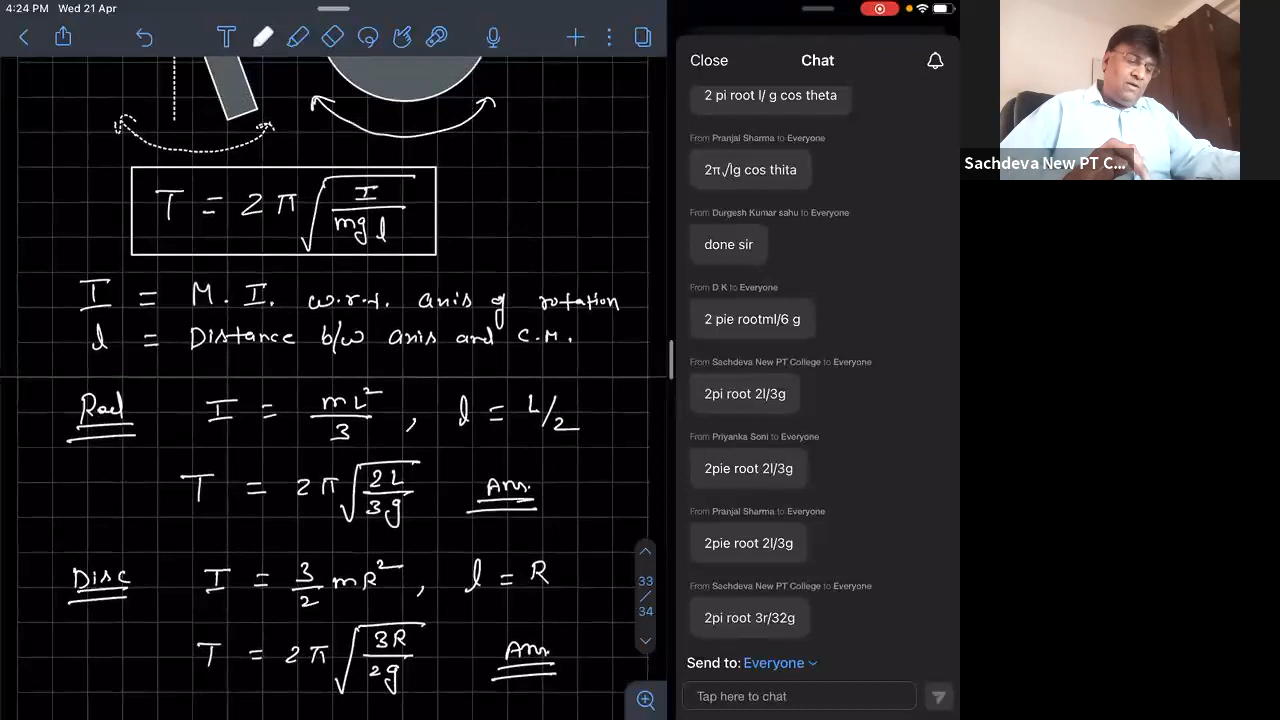 4:24 PM Wed 21 Apr
T = 2π√(I/mgl)
I = M.I. w.r.t. axis of rotation
l = Distance b/w axis and C.M.
Rod I = mL²/3, l = L/2
T = 2π√(2L/3g) Ans.
Disc I = 3/2 mR², l = R
T = 2π√(3R/2g) Ans.
33
/
34
Close Chat
2 pi root l/ g cos theta
From Pranjal Sharma to Everyone
2π√lg cos thita
From Durgesh Kumar sahu to Everyone
done sir
From D K to Everyone
2 pie rootml/6 g
From Sachdeva New PT College to Everyone
2pi root 2l/3g
From Priyanka Soni to Everyone
2pie root 2l/3g
From Pranjal Sharma to Everyone
2pie root 2l/3g
From Sachdeva New PT College to Everyone
2pi root 3r/32g
Send to: Everyone
Tap here to chat
Sachdeva New PT C...